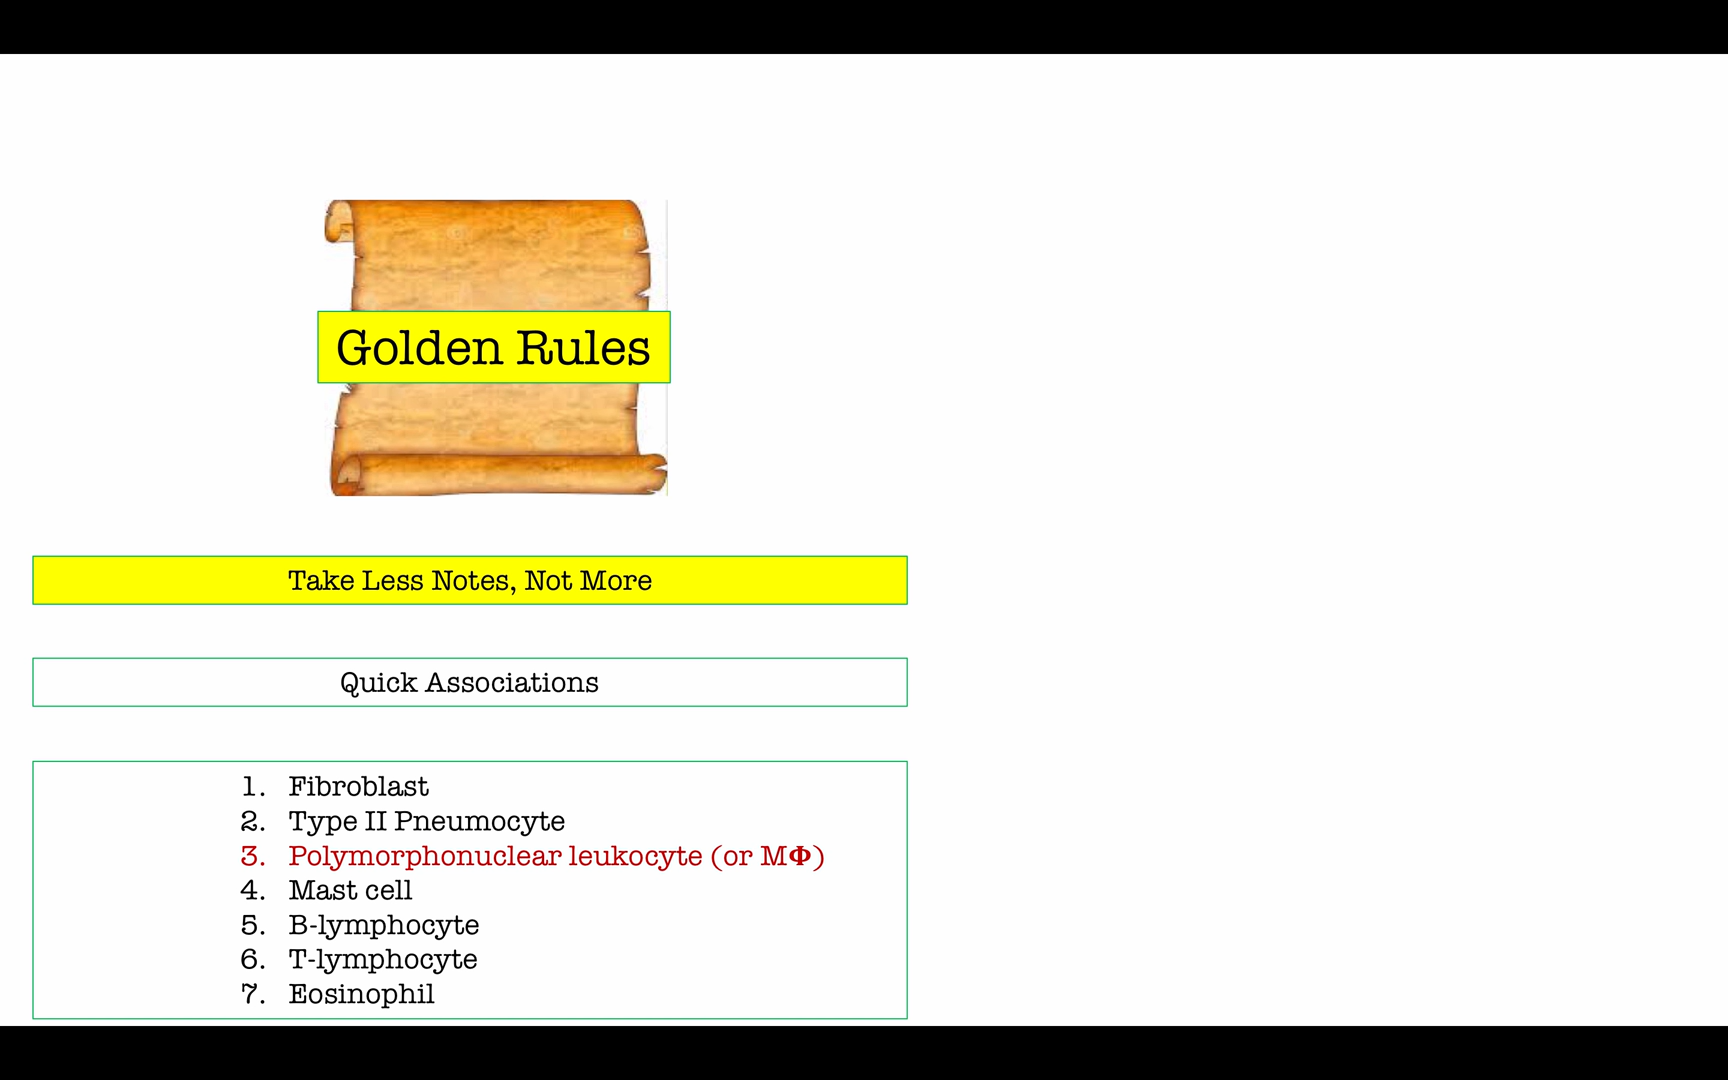 Golden Rules
Take Less Notes, Not More
Quick Associations
1. Fibroblast
2. Type II Pneumocyte
3. Polymorphonuclear leukocyte (or MΦ)
4. Mast cell
5. B-lymphocyte
6. T-lymphocyte
7. Eosinophil